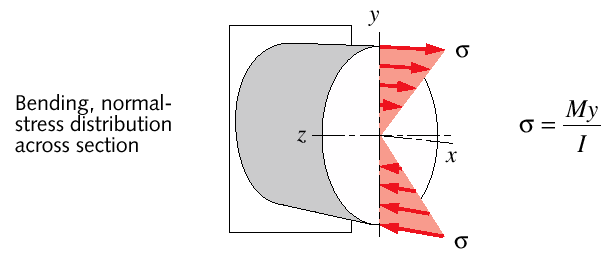 y
σ
Bending, normal-
stress distribution
across section
z
x
σ = My/I
σ